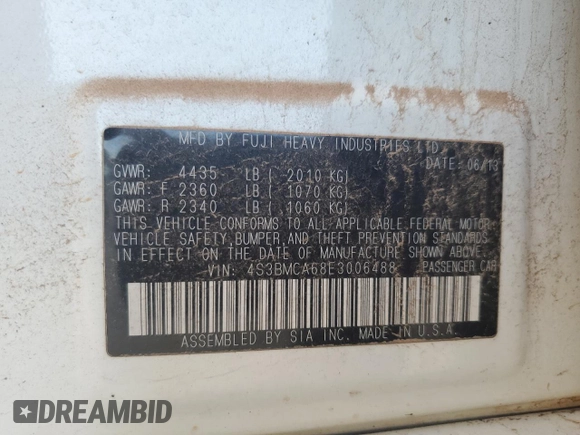 MFD BY FUJI HEAVY INDUSTRIES LTD.
DATE: 06/13
GVWR: 4435 LB ( 2010 KG)
GAWR: F 2360 LB ( 1070 KG)
GAWR: R 2340 LB ( 1060 KG)
THIS VEHICLE CONFORMS TO ALL APPLICABLE FEDERAL MOTOR
VEHICLE SAFETY, BUMPER, AND THEFT PREVENTION STANDARDS
IN EFFECT ON THE DATE OF MANUFACTURE SHOWN ABOVE.
VIN: 4S3BMCA68E3006488 PASSENGER CAR
ASSEMBLED BY SIA INC. MADE IN U.S.A.
DREAMBID